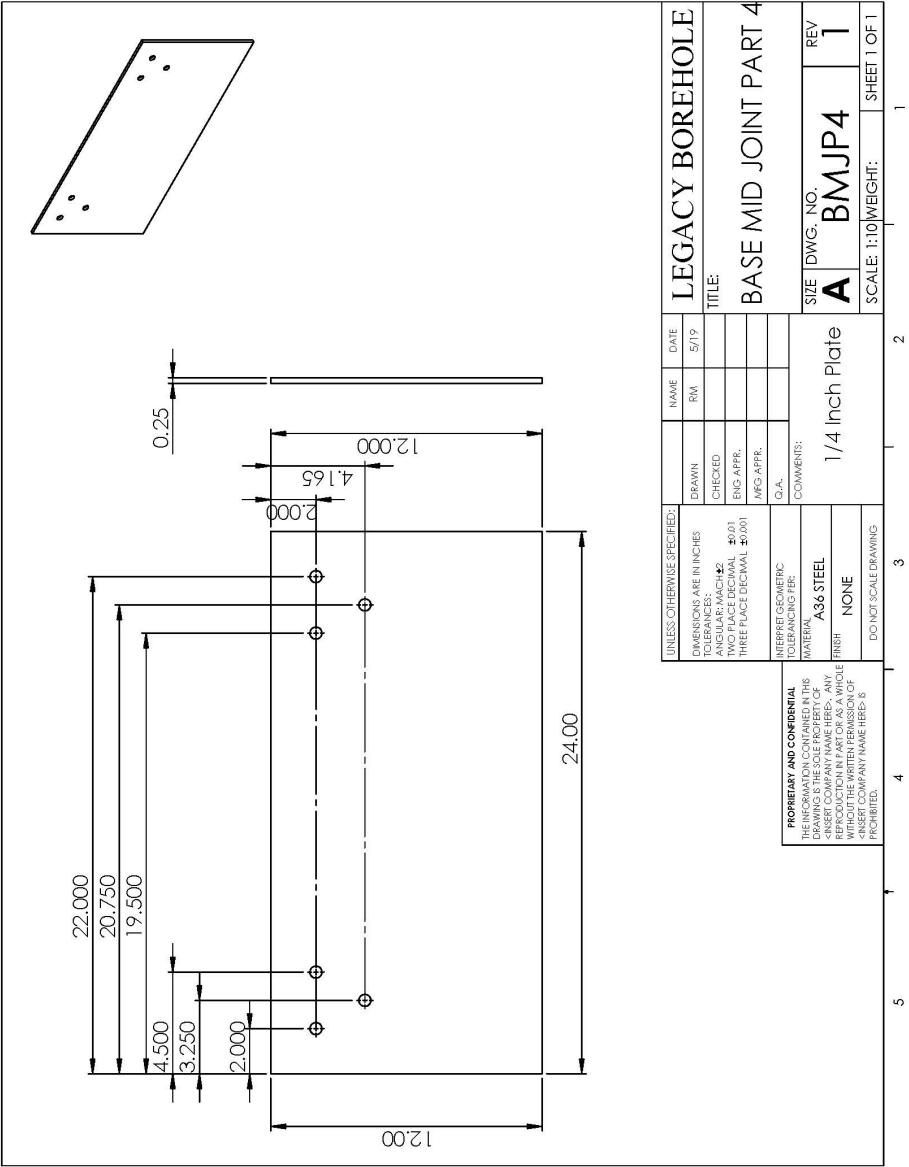 22.000
20.750
19.500
4.500
3.250
2.000
0.25
2.000
4.165
12.000
12.00
24.00
PROPRIETARY AND CONFIDENTIAL
THE INFORMATION CONTAINED IN THIS
DRAWING IS THE SOLE PROPERTY OF
<INSERT COMPANY NAME HERE>. ANY
REPRODUCTION IN PART OR AS A WHOLE
WITHOUT THE WRITTEN PERMISSION OF
<INSERT COMPANY NAME HERE> IS
PROHIBITED.
UNLESS OTHERWISE SPECIFIED:
DIMENSIONS ARE IN INCHES
TOLERANCES:
ANGULAR: MACH±2
TWO PLACE DECIMAL ±0.01
THREE PLACE DECIMAL ±0.001
INTERPRET GEOMETRIC
TOLERANCING PER:
MATERIAL
A36 STEEL
FINISH
NONE
DO NOT SCALE DRAWING
NAME DATE
DRAWN RM 5/19
CHECKED
ENG APPR.
MFG APPR.
Q.A.
COMMENTS:
1/4 Inch Plate
LEGACY BOREHOLE
TITLE:
BASE MID JOINT PART 4
SIZE DWG. NO. REV
A BMJP4 1
SCALE: 1:10 WEIGHT: SHEET 1 OF 1
5 4 3 2 1